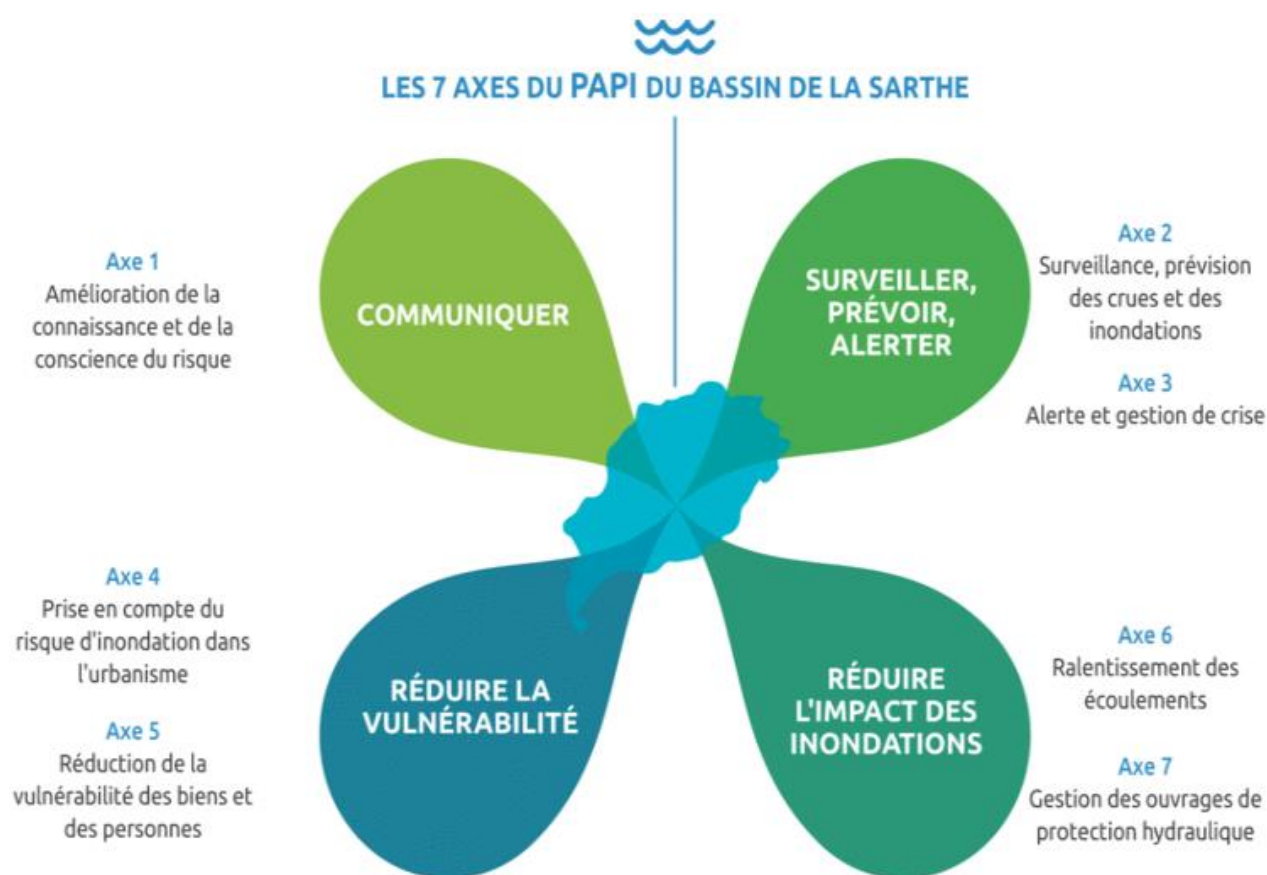 LES 7 AXES DU PAPI DU BASSIN DE LA SARTHE
Axe 1
Amélioration de la
connaissance et de la
conscience du risque
COMMUNIQUER
SURVEILLER,
PRÉVOIR,
ALERTER
Axe 2
Surveillance, prévision
des crues et des
inondations
Axe 3
Alerte et gestion de crise
Axe 4
Prise en compte du
risque d'inondation dans
l'urbanisme
Axe 5
Réduction de la
vulnérabilité des biens et
des personnes
RÉDUIRE LA
VULNÉRABILITÉ
RÉDUIRE
L'IMPACT DES
INONDATIONS
Axe 6
Ralentissement des
écoulements
Axe 7
Gestion des ouvrages de
protection hydraulique